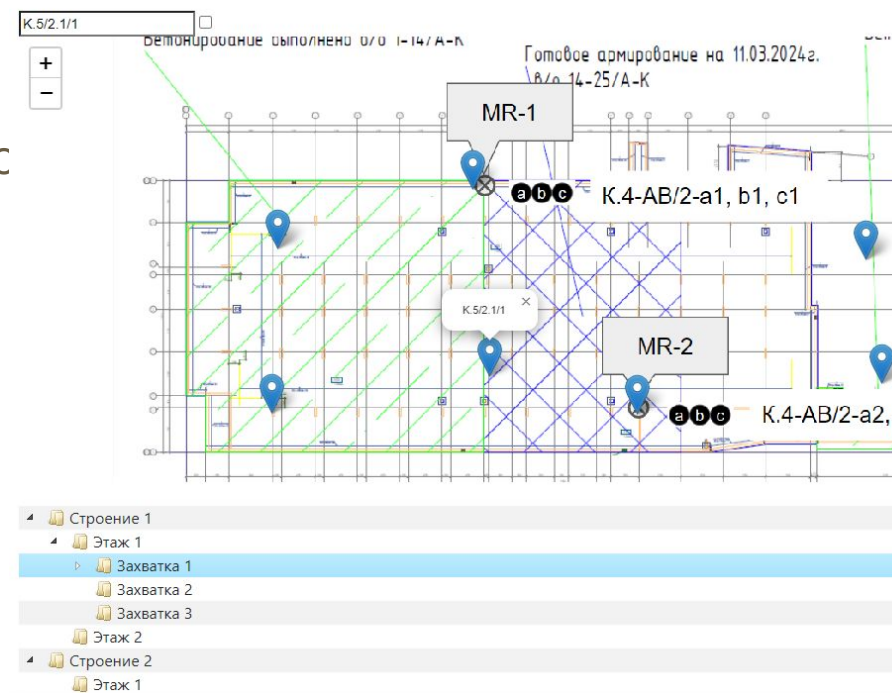 K.5/2.1/1
+
Бетонирование выполнено в/о 1-14/А-К
−
Готовое армирование на 11.03.2024г.
в/о 14-25/А-К
MR-1
a b c
К.4-АВ/2-a1, b1, c1
K.5/2.1/1
×
MR-2
a b c
К.4-АВ/2-a2,
Строение 1
Этаж 1
Захватка 1
Захватка 2
Захватка 3
Этаж 2
Строение 2
Этаж 1